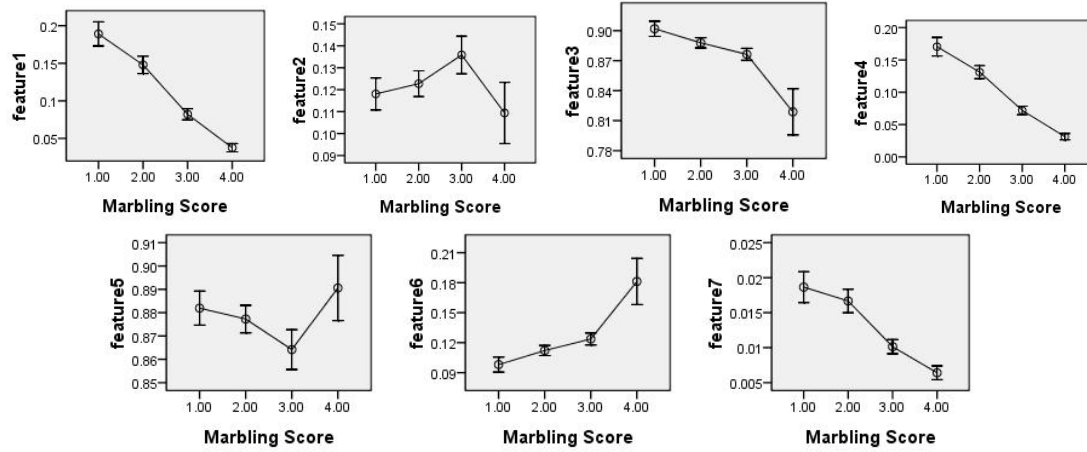 feature1
0.2
0.15
0.1
0.05
1.00 2.00 3.00 4.00
Marbling Score
feature2
0.15
0.14
0.13
0.12
0.11
0.10
0.09
1.00 2.00 3.00 4.00
Marbling Score
feature3
0.90
0.87
0.84
0.81
0.78
1.00 2.00 3.00 4.00
Marbling Score
feature4
0.20
0.15
0.10
0.05
0.00
1.00 2.00 3.00 4.00
Marbling Score
feature5
0.91
0.90
0.89
0.88
0.87
0.86
0.85
1.00 2.00 3.00 4.00
Marbling Score
feature6
0.21
0.18
0.15
0.12
0.09
1.00 2.00 3.00 4.00
Marbling Score
feature7
0.025
0.02
0.015
0.01
0.005
1.00 2.00 3.00 4.00
Marbling Score